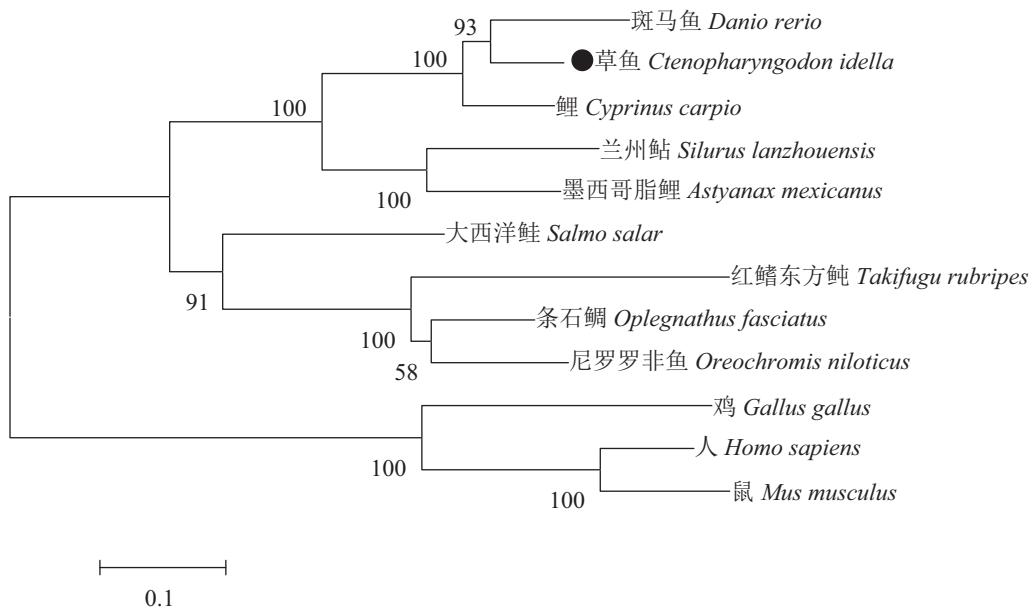 93
斑马鱼 Danio rerio
100
草鱼 Ctenopharyngodon idella
100
鲤 Cyprinus carpio
兰州鲇 Silurus lanzhouensis
100
墨西哥脂鲤 Astyanax mexicanus
大西洋鲑 Salmo salar
91
红鳍东方鲀 Takifugu rubripes
100
条石鲷 Oplegnathus fasciatus
58
尼罗罗非鱼 Oreochromis niloticus
鸡 Gallus gallus
100
人 Homo sapiens
100
鼠 Mus musculus
0.1